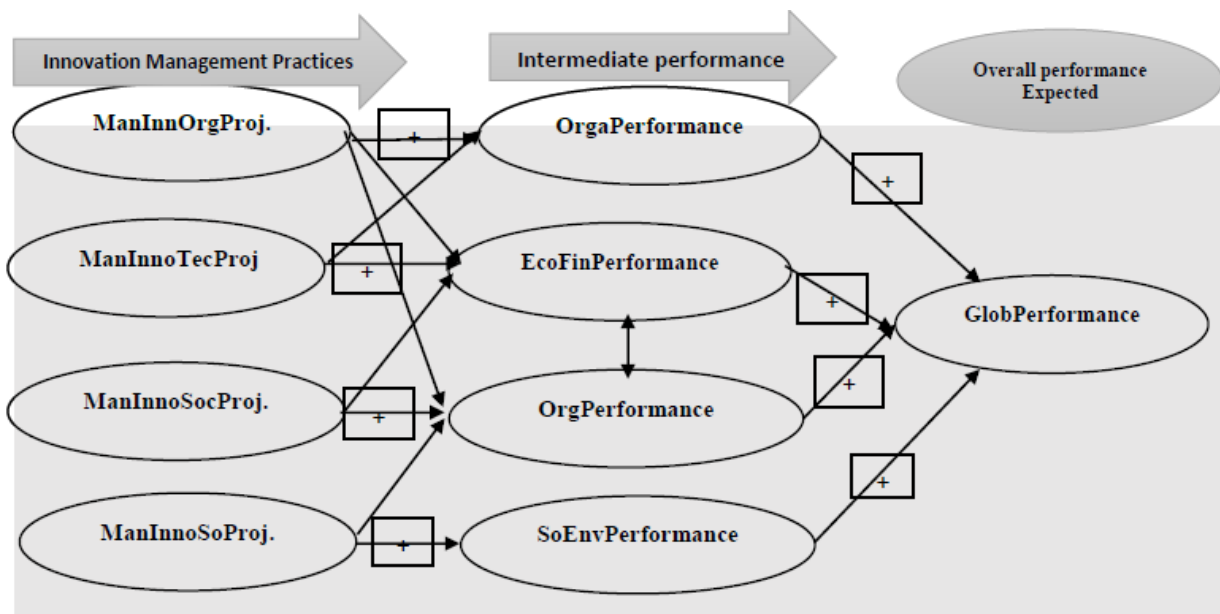 Innovation Management Practices
Intermediate performance
Overall performance
Expected
ManInnOrgProj.
+
OrgaPerformance
+
ManInnoTecProj
+
EcoFinPerformance
+
GlobPerformance
ManInnoSocProj.
+
OrgPerformance
+
ManInnoSoProj.
+
SoEnvPerformance
+